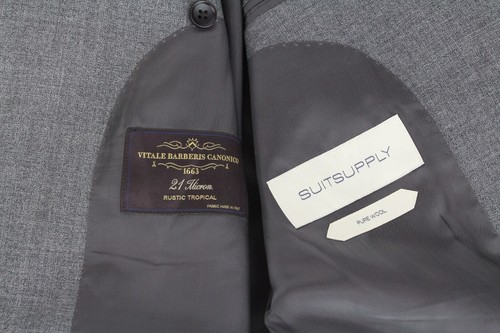 VITALE BARBERIS CANONICO
1663
21 Micron.
RUSTIC TROPICAL
FABRIC MADE IN ITALY
SUITSUPPLY
PURE WOOL